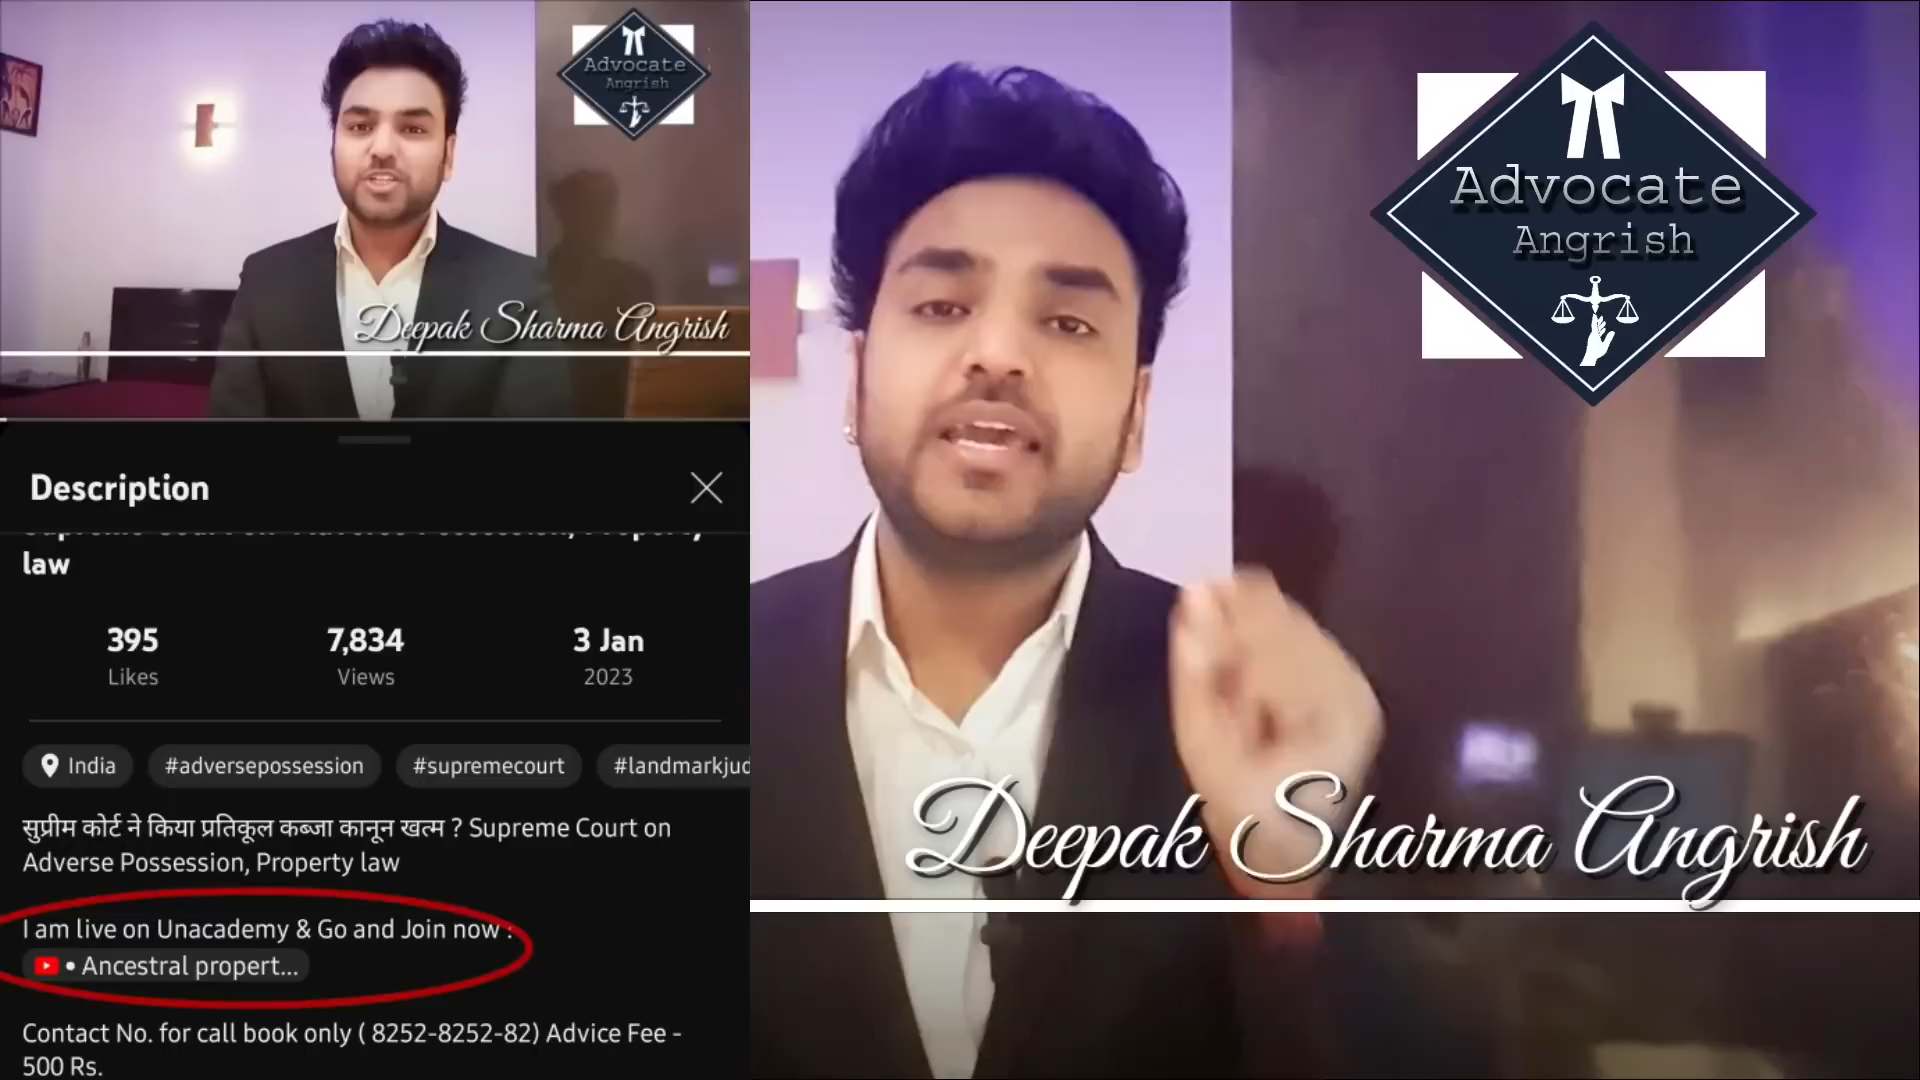 Advocate
Angrish
Deepak Sharma Angrish
Description
law
395
Likes
7,834
Views
3 Jan
2023
India
#adversepossession
#supremecourt
#landmarkjud
सुप्रीम कोर्ट ने किया प्रतिकूल कब्जा कानून खत्म ? Supreme Court on
Adverse Possession, Property law
I am live on Unacademy & Go and Join now :
• Ancestral propert...
Contact No. for call book only ( 8252-8252-82) Advice Fee -
500 Rs.
Advocate
Angrish
Deepak Sharma Angrish